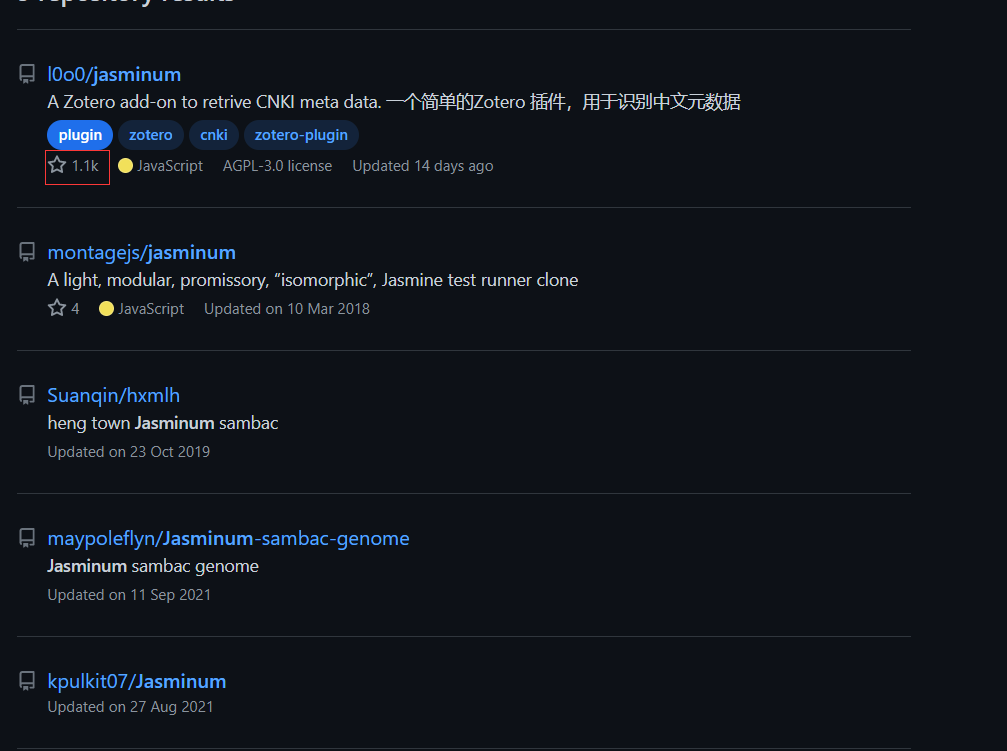 l0o0/jasminum
A Zotero add-on to retrive CNKI meta data. 一个简单的Zotero 插件，用于识别中文元数据
plugin zotero cnki zotero-plugin
1.1k JavaScript AGPL-3.0 license Updated 14 days ago
montagejs/jasminum
A light, modular, promissory, “isomorphic”, Jasmine test runner clone
4 JavaScript Updated on 10 Mar 2018
Suanqin/hxmlh
heng town Jasminum sambac
Updated on 23 Oct 2019
maypoleflyn/Jasminum-sambac-genome
Jasminum sambac genome
Updated on 11 Sep 2021
kpulkit07/Jasminum
Updated on 27 Aug 2021